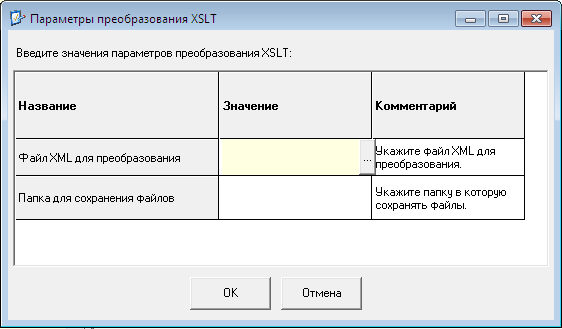 Параметры преобразования XSLT
Введите значения параметров преобразования XSLT:
Название Значение Комментарий
Файл XML для преобразования ... Укажите файл XML для
преобразования.
Папка для сохранения файлов Укажите папку в которую
сохранять файлы.
OK Отмена